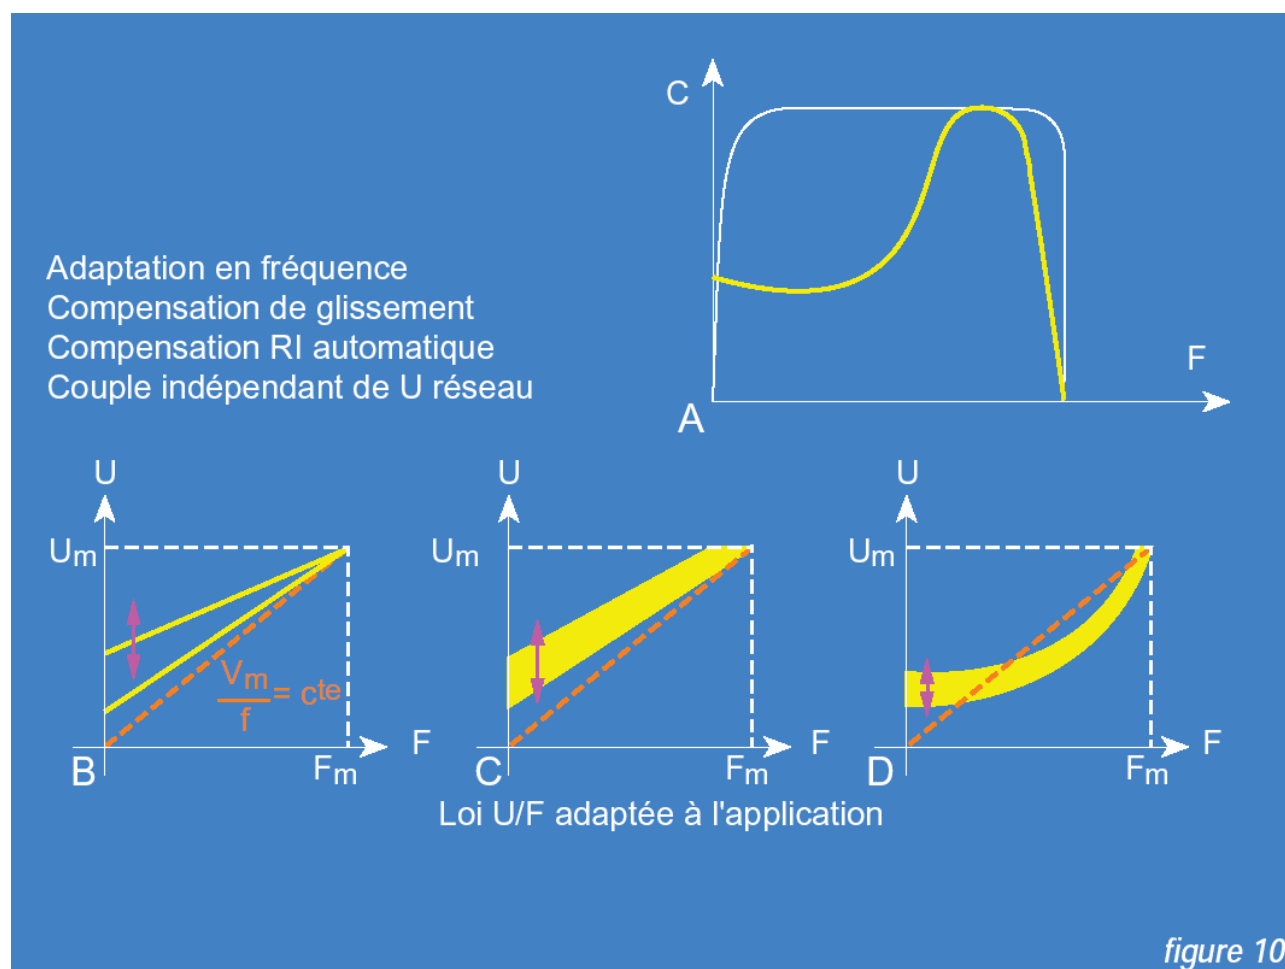 C
F
A
Adaptation en fréquence
Compensation de glissement
Compensation RI automatique
Couple indépendant de U réseau
U
Um
Vm/f = cte
F
B
Fm
U
Um
F
C
Fm
U
Um
F
D
Fm
Loi U/F adaptée à l'application
figure 10